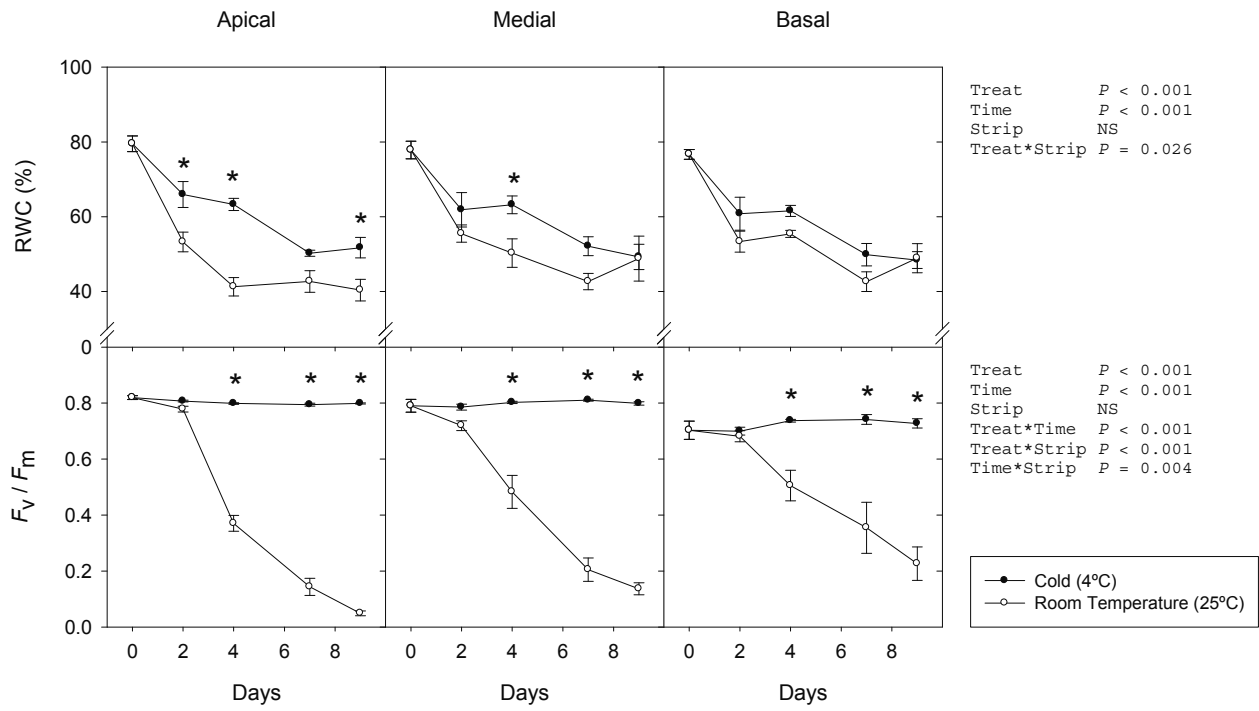 Apical Medial Basal
RWC (%)
100
80
60
40
0
* * *
*
Treat P < 0.001
Time P < 0.001
Strip NS
Treat*Strip P = 0.026
Fv / Fm
0.8
0.6
0.4
0.2
0.0
* * *
* * *
* * *
Treat P < 0.001
Time P < 0.001
Strip NS
Treat*Time P < 0.001
Treat*Strip P < 0.001
Time*Strip P = 0.004
Cold (4ºC)
Room Temperature (25ºC)
0 2 4 6 8 0 2 4 6 8 0 2 4 6 8
Days Days Days